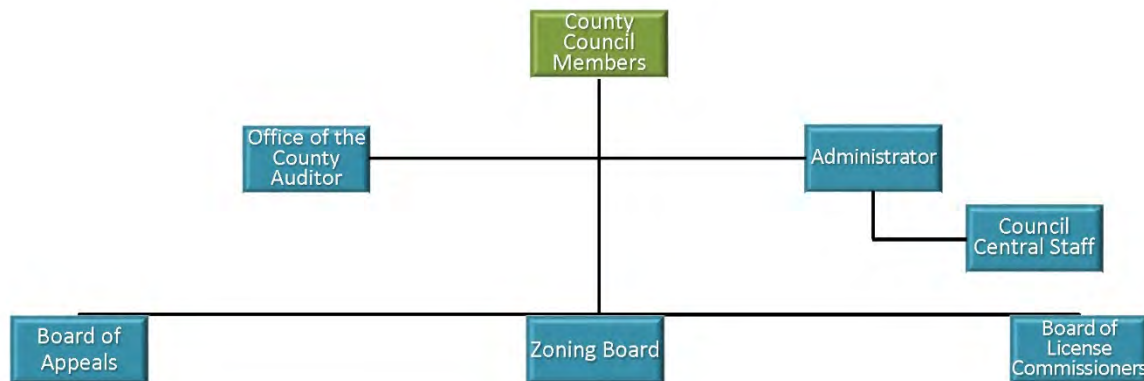 County
Council
Members
Office of the
County
Auditor
Administrator
Council
Central Staff
Board of
Appeals
Zoning Board
Board of
License
Commissioners